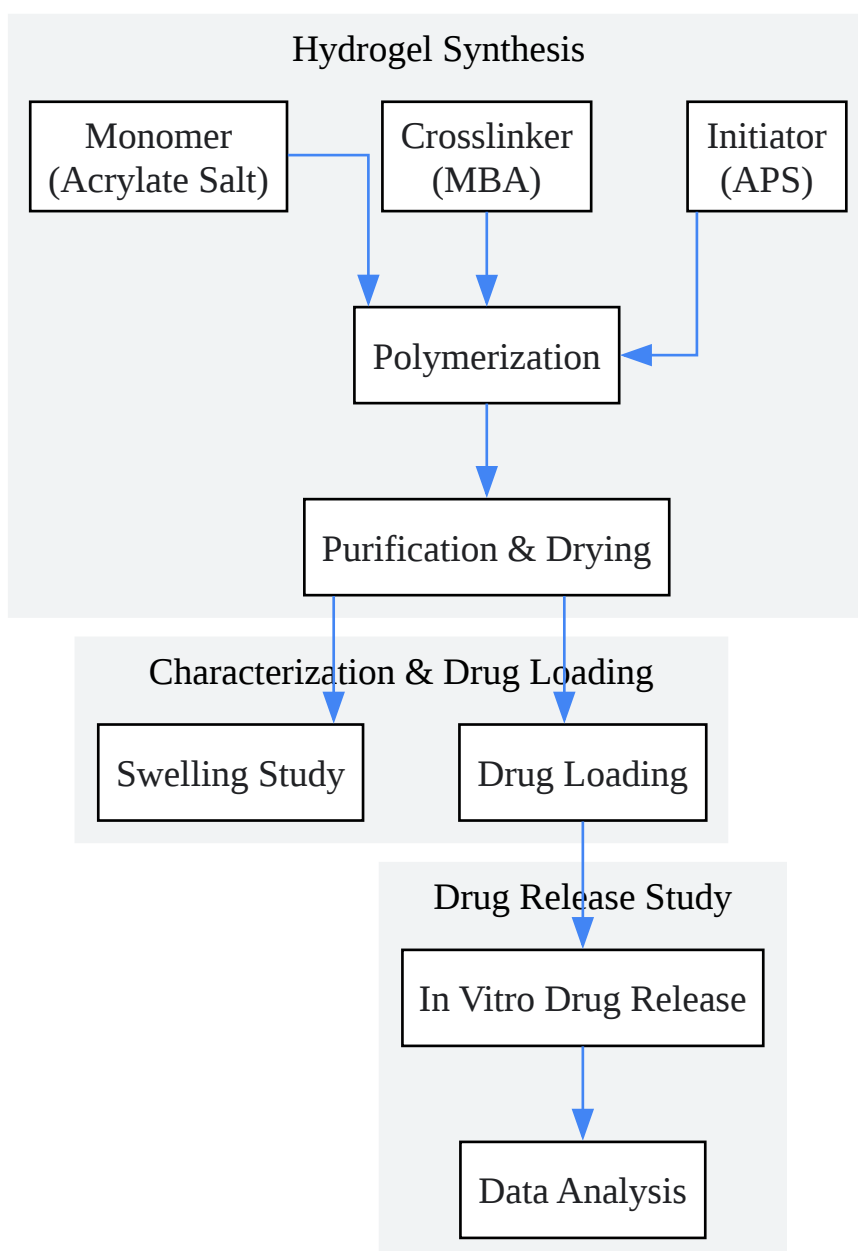 Hydrogel Synthesis
Monomer
(Acrylate Salt)
Crosslinker
(MBA)
Initiator
(APS)
Polymerization
Purification & Drying
Characterization & Drug Loading
Swelling Study
Drug Loading
Drug Release Study
In Vitro Drug Release
Data Analysis